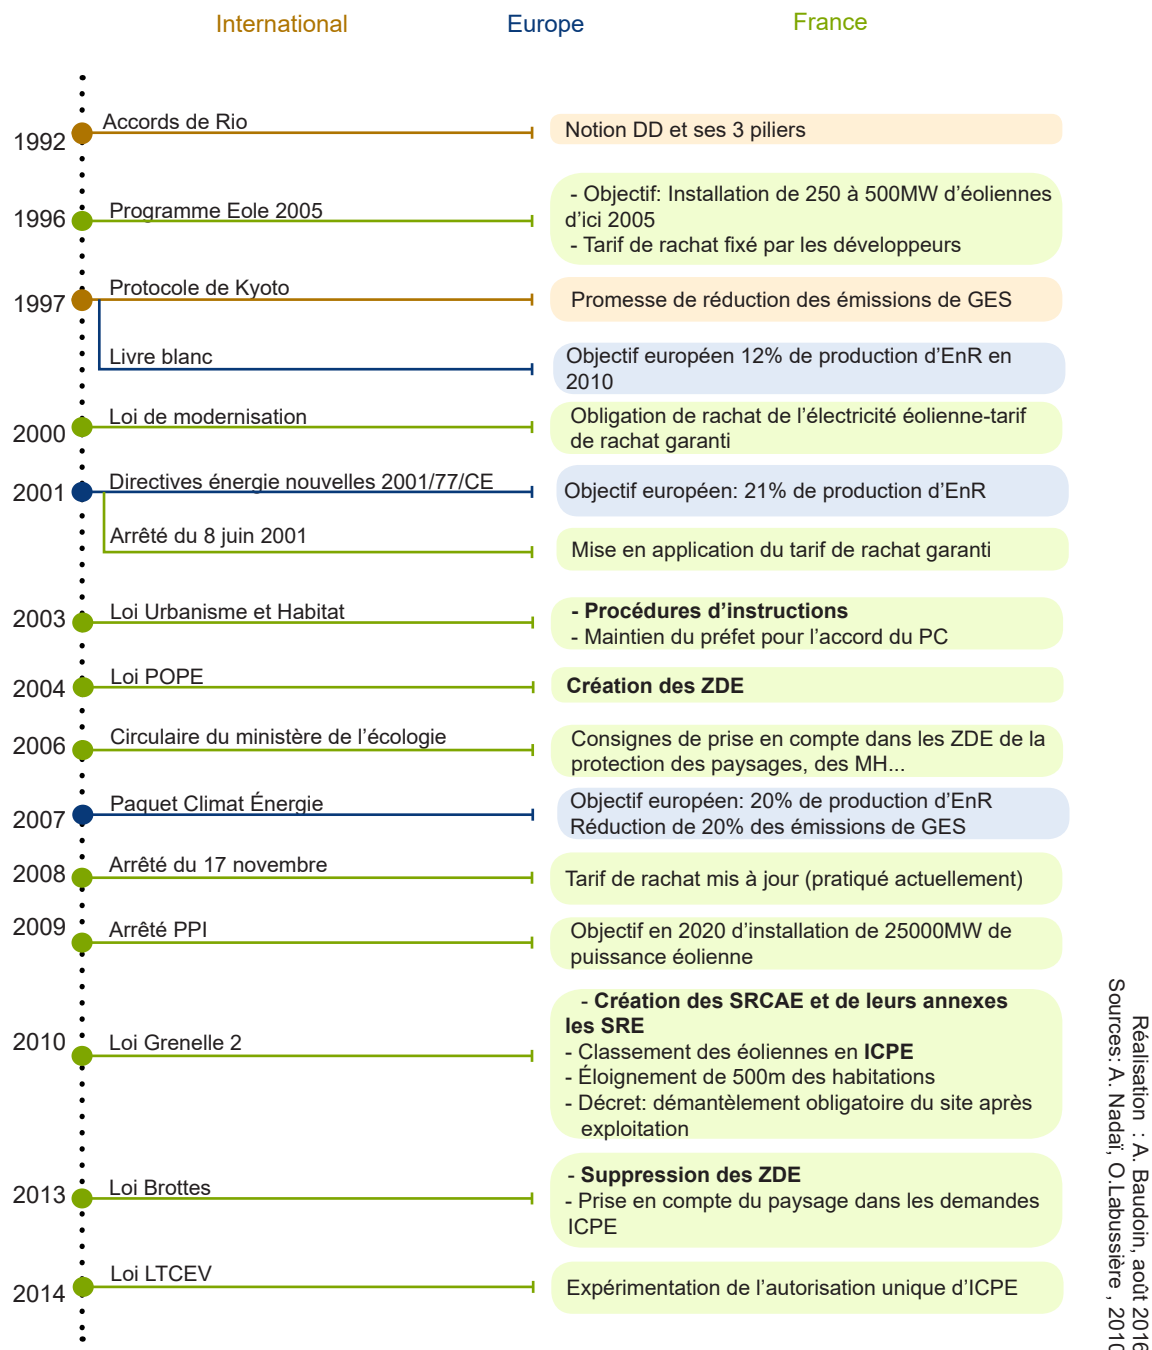 International Europe France
1992 Accords de Rio
Notion DD et ses 3 piliers
1996 Programme Eole 2005
- Objectif: Installation de 250 à 500MW d’éoliennes
d’ici 2005
- Tarif de rachat fixé par les développeurs
1997 Protocole de Kyoto
Promesse de réduction des émissions de GES
Livre blanc
Objectif européen 12% de production d’EnR en
2010
2000 Loi de modernisation
Obligation de rachat de l’électricité éolienne-tarif
de rachat garanti
2001 Directives énergie nouvelles 2001/77/CE
Objectif européen: 21% de production d’EnR
Arrêté du 8 juin 2001
Mise en application du tarif de rachat garanti
2003 Loi Urbanisme et Habitat
- Procédures d’instructions
- Maintien du préfet pour l’accord du PC
2004 Loi POPE
Création des ZDE
2006 Circulaire du ministère de l’écologie
Consignes de prise en compte dans les ZDE de la
protection des paysages, des MH...
2007 Paquet Climat Énergie
Objectif européen: 20% de production d’EnR
Réduction de 20% des émissions de GES
2008 Arrêté du 17 novembre
Tarif de rachat mis à jour (pratiqué actuellement)
2009 Arrêté PPI
Objectif en 2020 d’installation de 25000MW de
puissance éolienne
2010 Loi Grenelle 2
- Création des SRCAE et de leurs annexes
les SRE
- Classement des éoliennes en ICPE
- Éloignement de 500m des habitations
- Décret: démantèlement obligatoire du site après
exploitation
2013 Loi Brottes
- Suppression des ZDE
- Prise en compte du paysage dans les demandes
ICPE
2014 Loi LTCEV
Expérimentation de l’autorisation unique d’ICPE
Réalisation : A. Baudoin, août 2016
Sources: A. Nadaï, O.Labussière , 2010